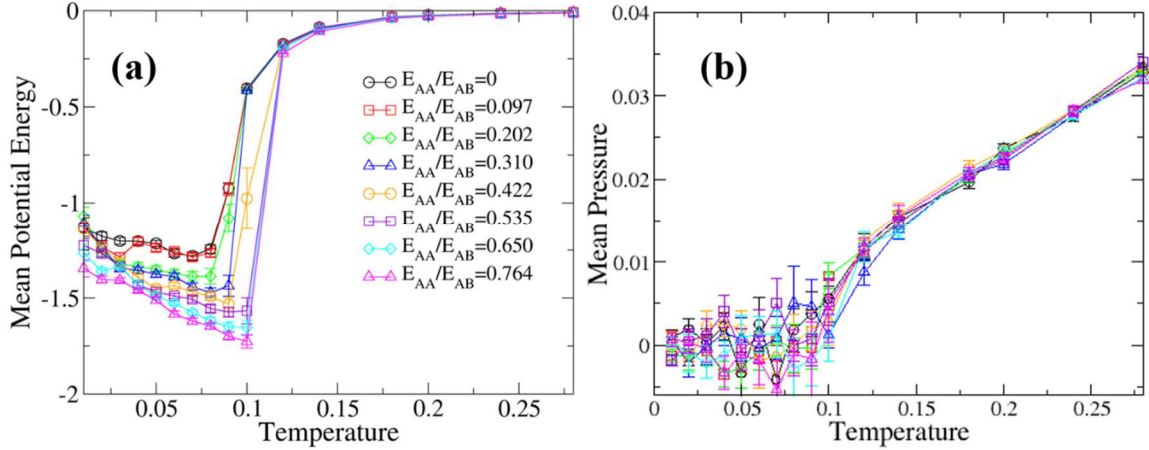 (a)
0
-0.5
-1
-1.5
-2
Mean Potential Energy
0.05
0.1
0.15
0.2
0.25
Temperature
E_AA/E_AB=0
E_AA/E_AB=0.097
E_AA/E_AB=0.202
E_AA/E_AB=0.310
E_AA/E_AB=0.422
E_AA/E_AB=0.535
E_AA/E_AB=0.650
E_AA/E_AB=0.764
(b)
0.04
0.03
0.02
0.01
0
Mean Pressure
0
0.05
0.1
0.15
0.2
0.25
Temperature